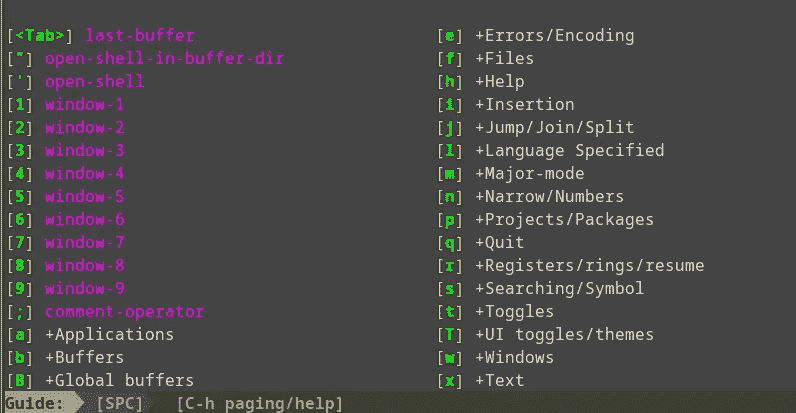 [<Tab>] last-buffer
["] open-shell-in-buffer-dir
['] open-shell
[1] window-1
[2] window-2
[3] window-3
[4] window-4
[5] window-5
[6] window-6
[7] window-7
[8] window-8
[9] window-9
[;] comment-operator
[a] +Applications
[b] +Buffers
[B] +Global buffers
[e] +Errors/Encoding
[f] +Files
[h] +Help
[i] +Insertion
[j] +Jump/Join/Split
[l] +Language Specified
[m] +Major-mode
[n] +Narrow/Numbers
[p] +Projects/Packages
[q] +Quit
[r] +Registers/rings/resume
[s] +Searching/Symbol
[t] +Toggles
[T] +UI toggles/themes
[w] +Windows
[x] +Text
Guide: [SPC] [C-h paging/help]